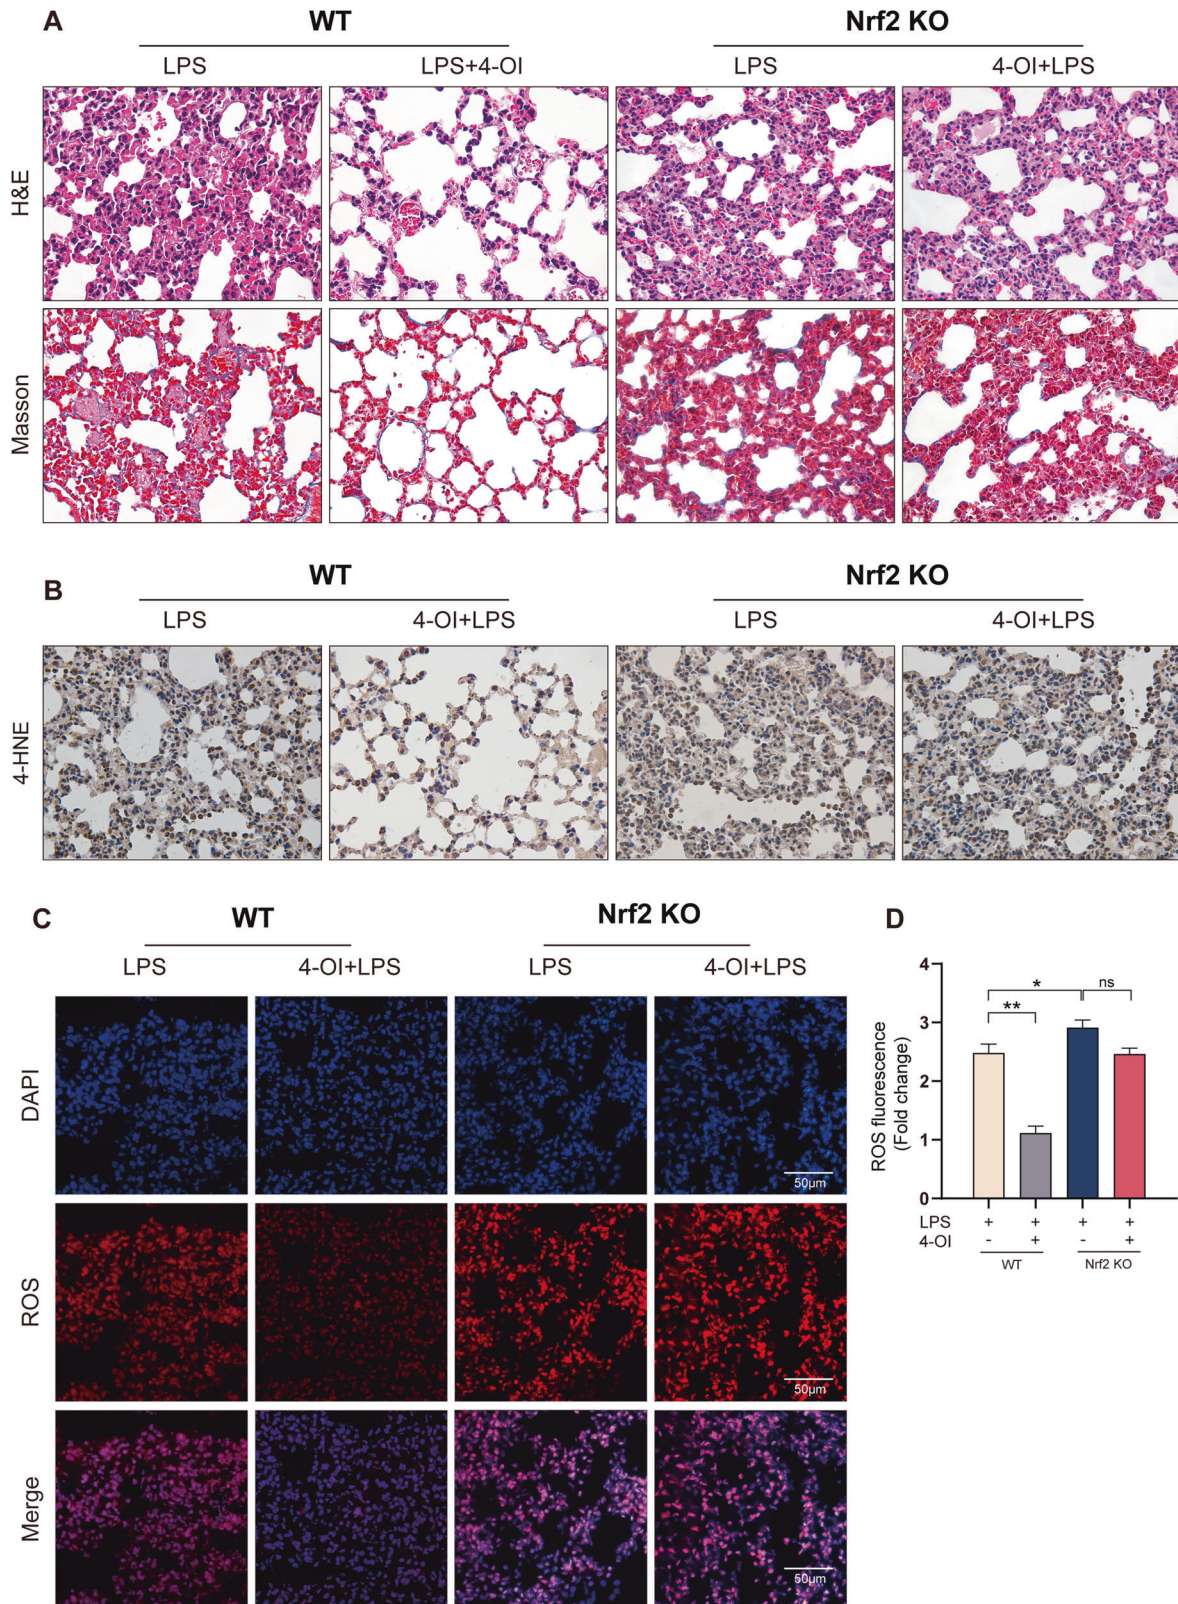 A
WT
Nrf2 KO
LPS
LPS+4-OI
LPS
4-OI+LPS
H&E
Masson
B
WT
Nrf2 KO
LPS
4-OI+LPS
LPS
4-OI+LPS
4-HNE
C
WT
Nrf2 KO
LPS
4-OI+LPS
LPS
4-OI+LPS
DAPI
50μm
50μm
ROS
50μm
50μm
Merge
50μm
50μm
D
ROS fluorescence
(Fold change)
4
3
2
1
0
*
**
ns
LPS + + + +
4-OI - + - +
WT Nrf2 KO